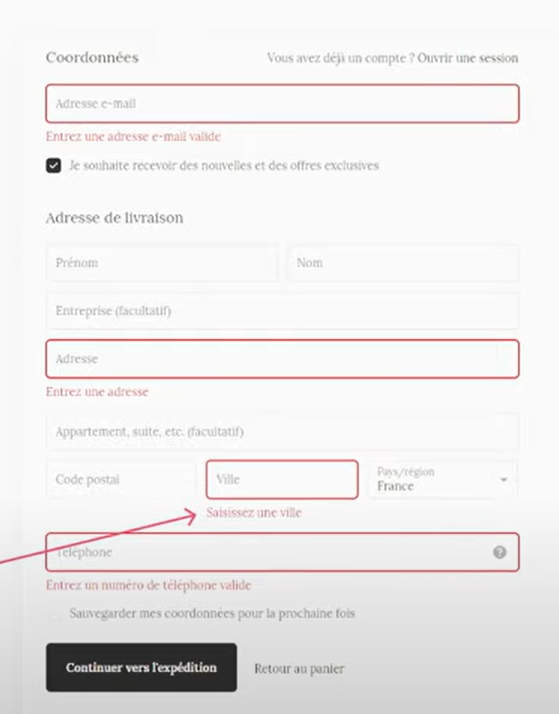 Coordonnées
Vous avez déjà un compte ? Ouvrir une session
Adresse e-mail
Entrez une adresse e-mail valide
Je souhaite recevoir des nouvelles et des offres exclusives
Adresse de livraison
Prénom
Nom
Entreprise (facultatif)
Adresse
Entrez une adresse
Appartement, suite, etc. (facultatif)
Code postal
Ville
Pays/région
France
Saisissez une ville
Téléphone
?
Entrez un numéro de téléphone valide
Sauvegarder mes coordonnées pour la prochaine fois
Continuer vers l'expédition
Retour au panier